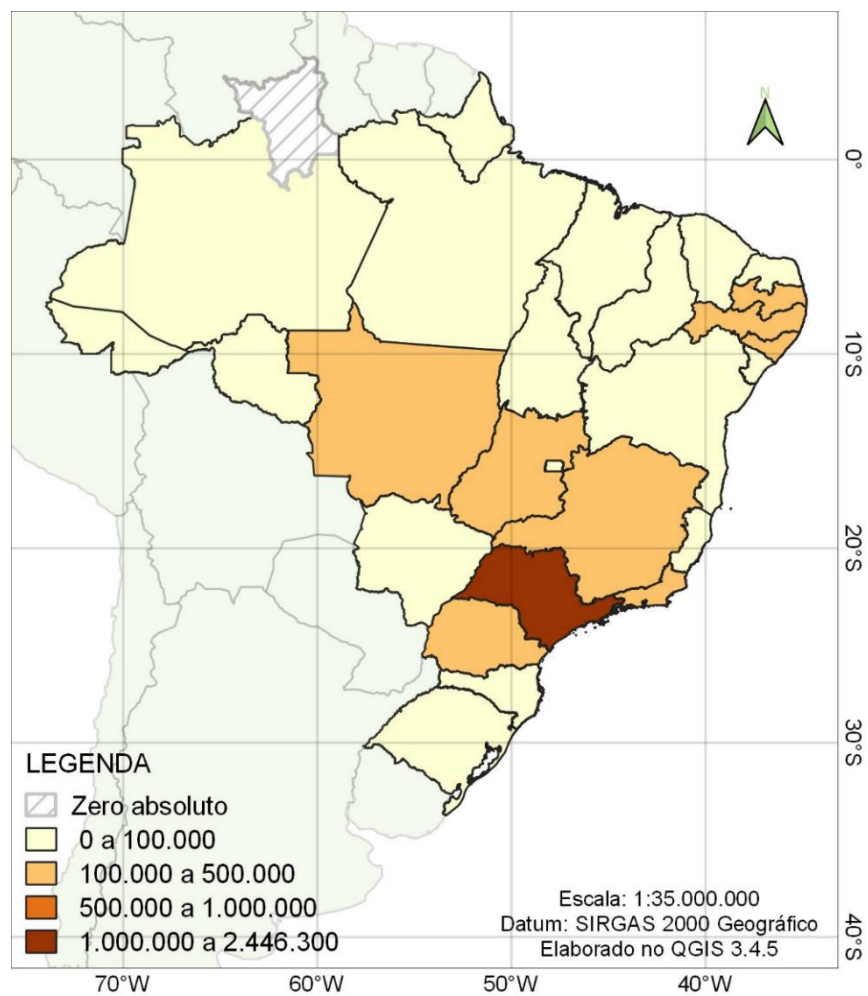 N
0°
10°S
20°S
30°S
40°S
LEGENDA
Zero absoluto
0 a 100.000
100.000 a 500.000
500.000 a 1.000.000
1.000.000 a 2.446.300
Escala: 1:35.000.000
Datum: SIRGAS 2000 Geográfico
Elaborado no QGIS 3.4.5
70°W 60°W 50°W 40°W